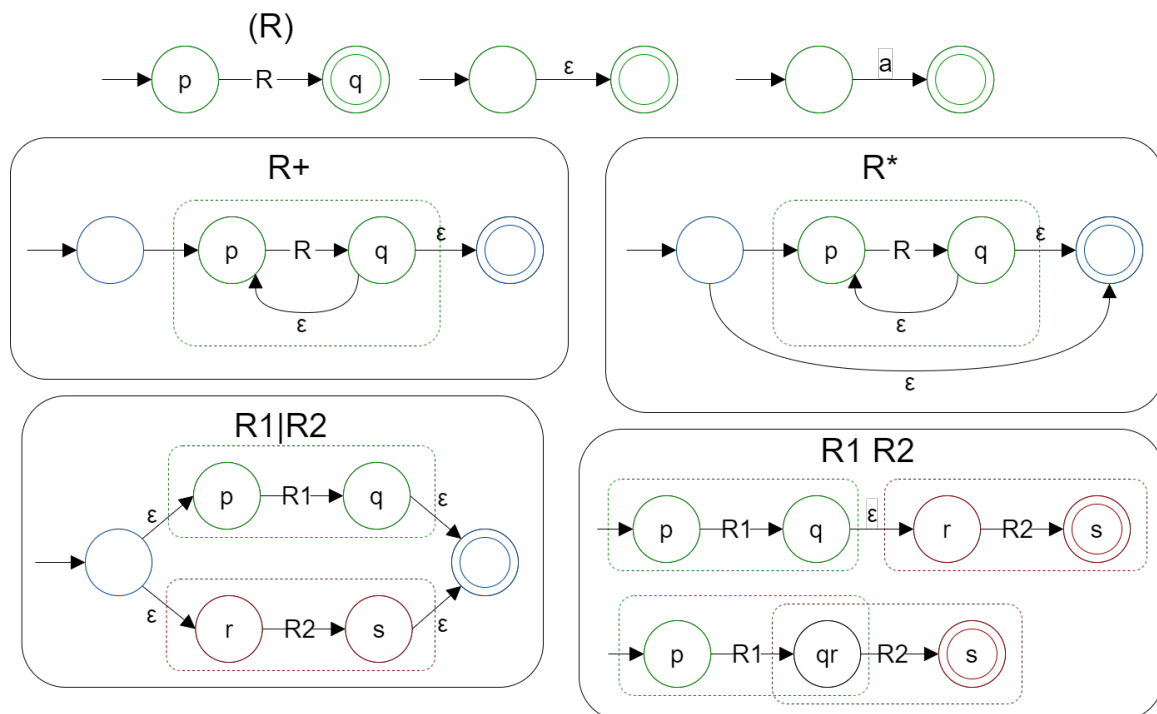 (R)
p R q ε a
R+
p R q ε
ε
R*
p R q ε
ε
ε
R1|R2
p R1 q
ε ε
ε ε
r R2 s
R1 R2
p R1 q ε r R2 s
p R1 qr R2 s